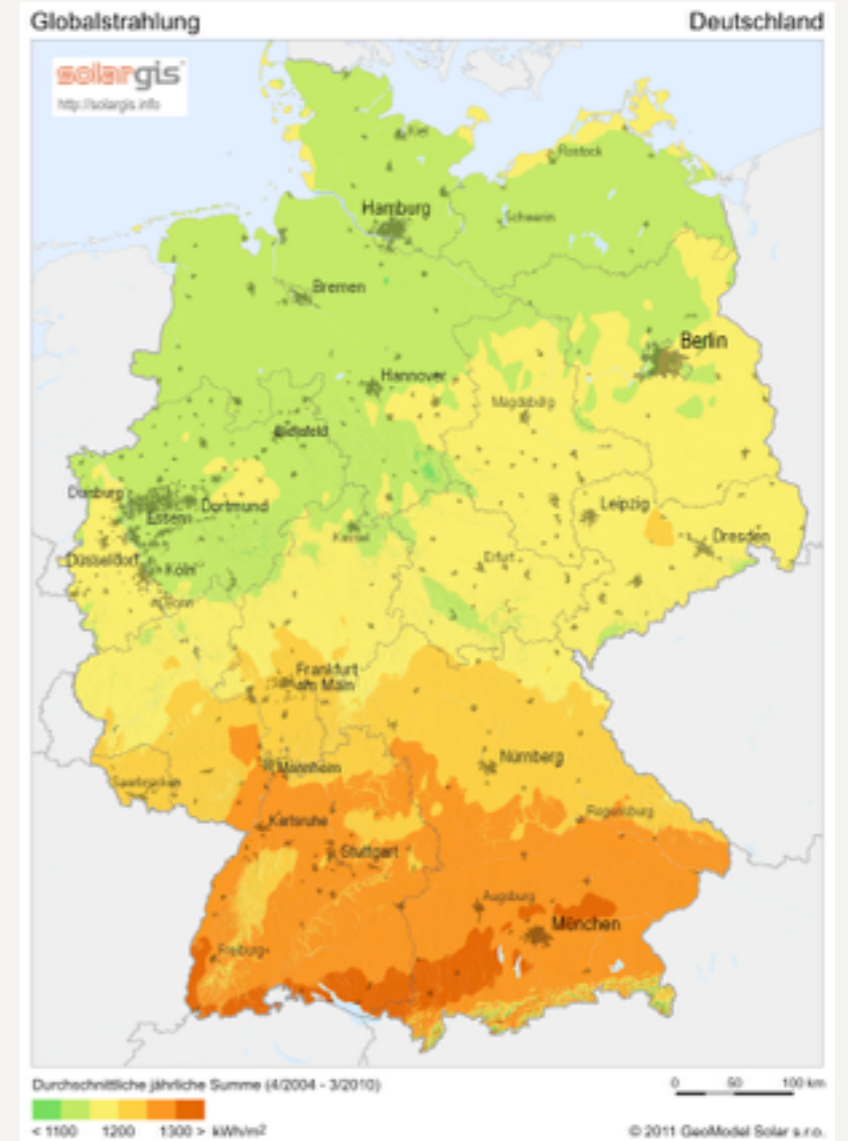 Globalstrahlung
Deutschland
solargis
http://solargis.info
Kiel
Rostock
Hamburg
Schwerin
Bremen
Berlin
Hannover
Magdeburg
Bielefeld
Duisburg
Dortmund
Essen
Leipzig
Kassel
Dresden
Düsseldorf
Erfurt
Köln
Bonn
Frankfurt
am Main
Nürnberg
Mannheim
Saarbrücken
Regensburg
Karlsruhe
Stuttgart
Augsburg
München
Freiburg
Durchschnittliche jährliche Summe (4/2004 - 3/2010)
0 50 100 km
< 1100 1200 1300 > kWh/m²
© 2011 GeoModel Solar s.r.o.